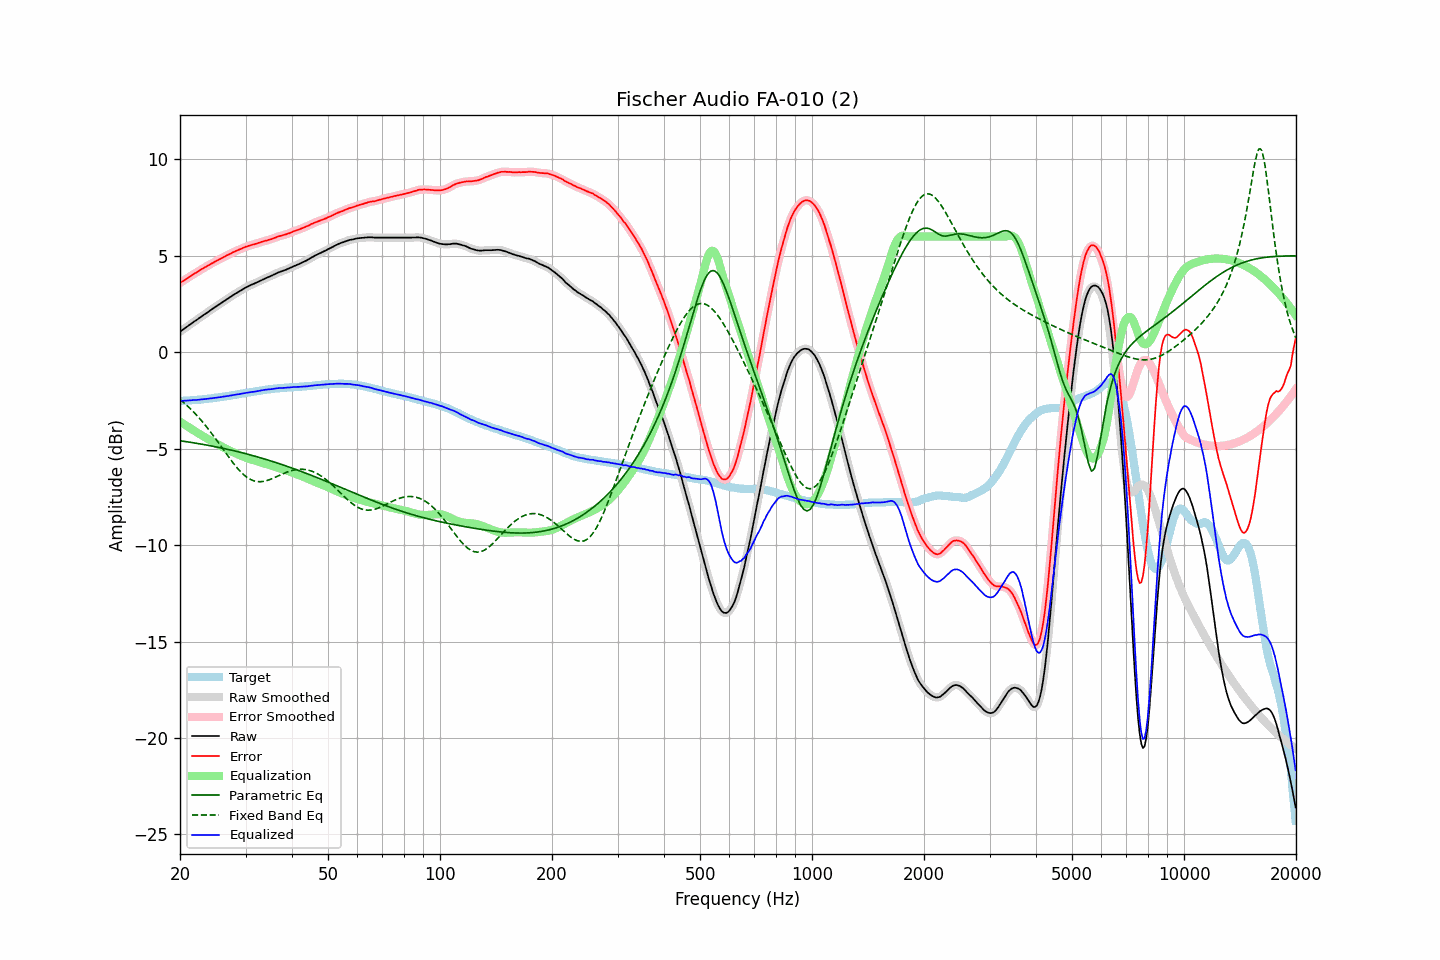 Fischer Audio FA-010 (2)
Amplitude (dBr)
10
5
0
−5
−10
−15
−20
−25
Target
Raw Smoothed
Error Smoothed
Raw
Error
Equalization
Parametric Eq
Fixed Band Eq
Equalized
20 50 100 200 500 1000 2000 5000 10000 20000
Frequency (Hz)